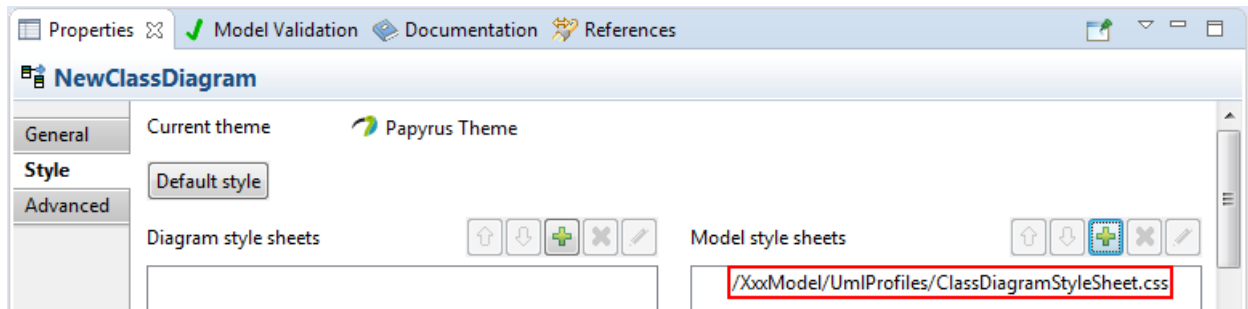 Properties Model Validation Documentation References
NewClassDiagram
General
Current theme Papyrus Theme
Style
Default style
Advanced
Diagram style sheets
Model style sheets
/XxxModel/UmlProfiles/ClassDiagramStyleSheet.css